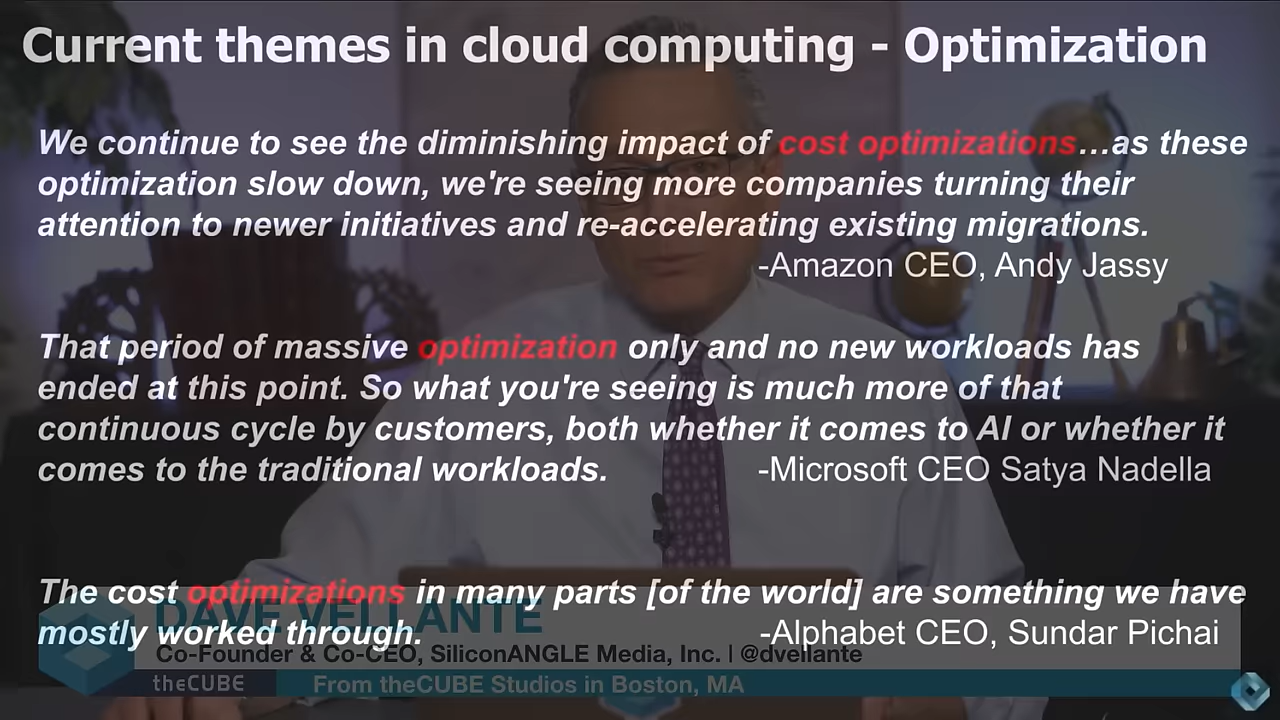 Current themes in cloud computing - Optimization
We continue to see the diminishing impact of cost optimizations...as these
optimization slow down, we're seeing more companies turning their
attention to newer initiatives and re-accelerating existing migrations.
-Amazon CEO, Andy Jassy
That period of massive optimization only and no new workloads has
ended at this point. So what you're seeing is much more of that
continuous cycle by customers, both whether it comes to AI or whether it
comes to the traditional workloads. -Microsoft CEO Satya Nadella
The cost optimizations in many parts [of the world] are something we have
DAVE VELLANTE
mostly worked through. -Alphabet CEO, Sundar Pichai
Co-Founder & Co-CEO, SiliconANGLE Media, Inc. | @dvellante
theCUBE From theCUBE Studios in Boston, MA